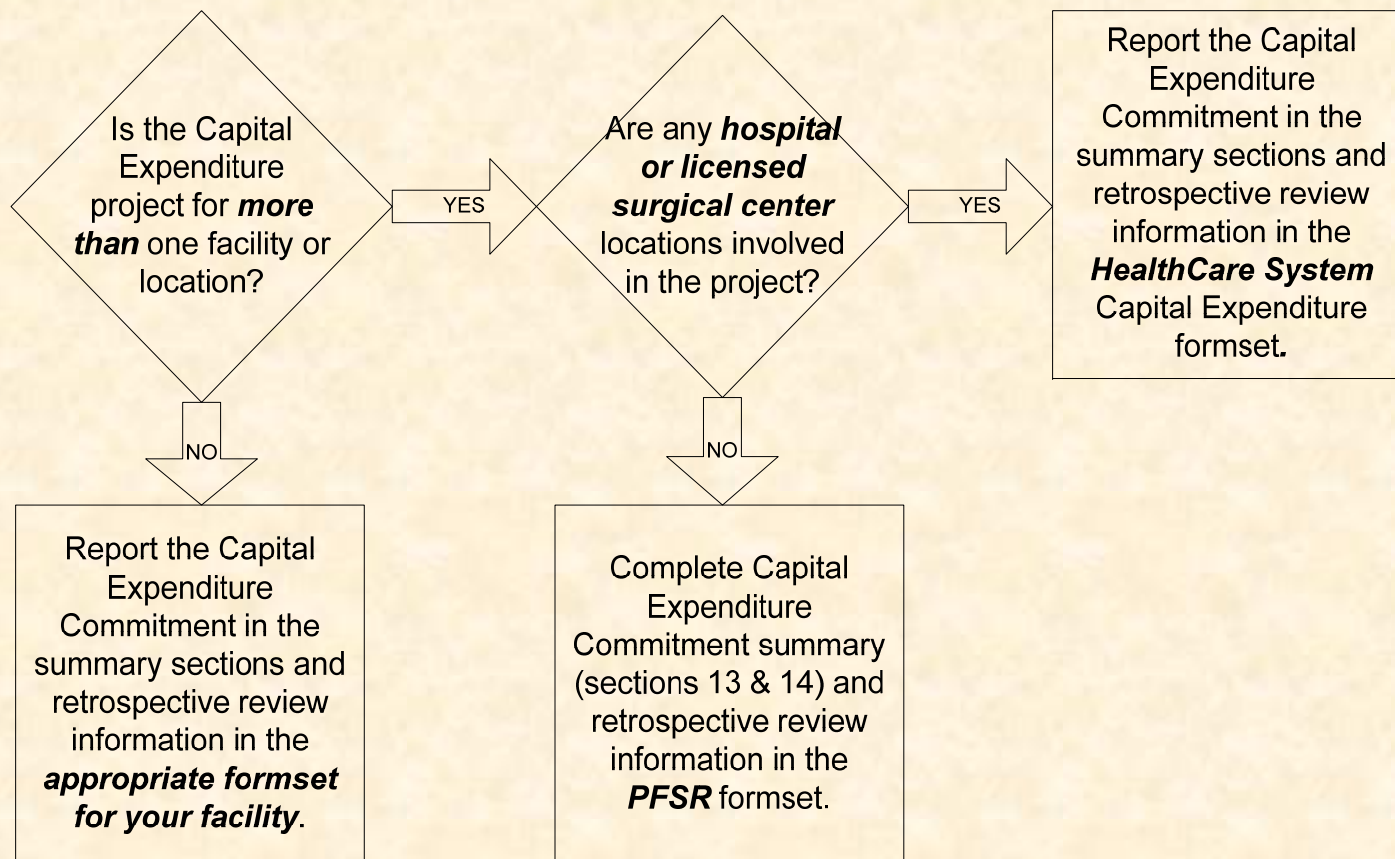 Is the Capital
Expenditure
project for more
than one facility or
location?
YES
Are any hospital
or licensed
surgical center
locations involved
in the project?
YES
Report the Capital
Expenditure
Commitment in the
summary sections and
retrospective review
information in the
HealthCare System
Capital Expenditure
formset.
NO
NO
Report the Capital
Expenditure
Commitment in the
summary sections and
retrospective review
information in the
appropriate formset
for your facility.
Complete Capital
Expenditure
Commitment summary
(sections 13 & 14) and
retrospective review
information in the
PFSR formset.